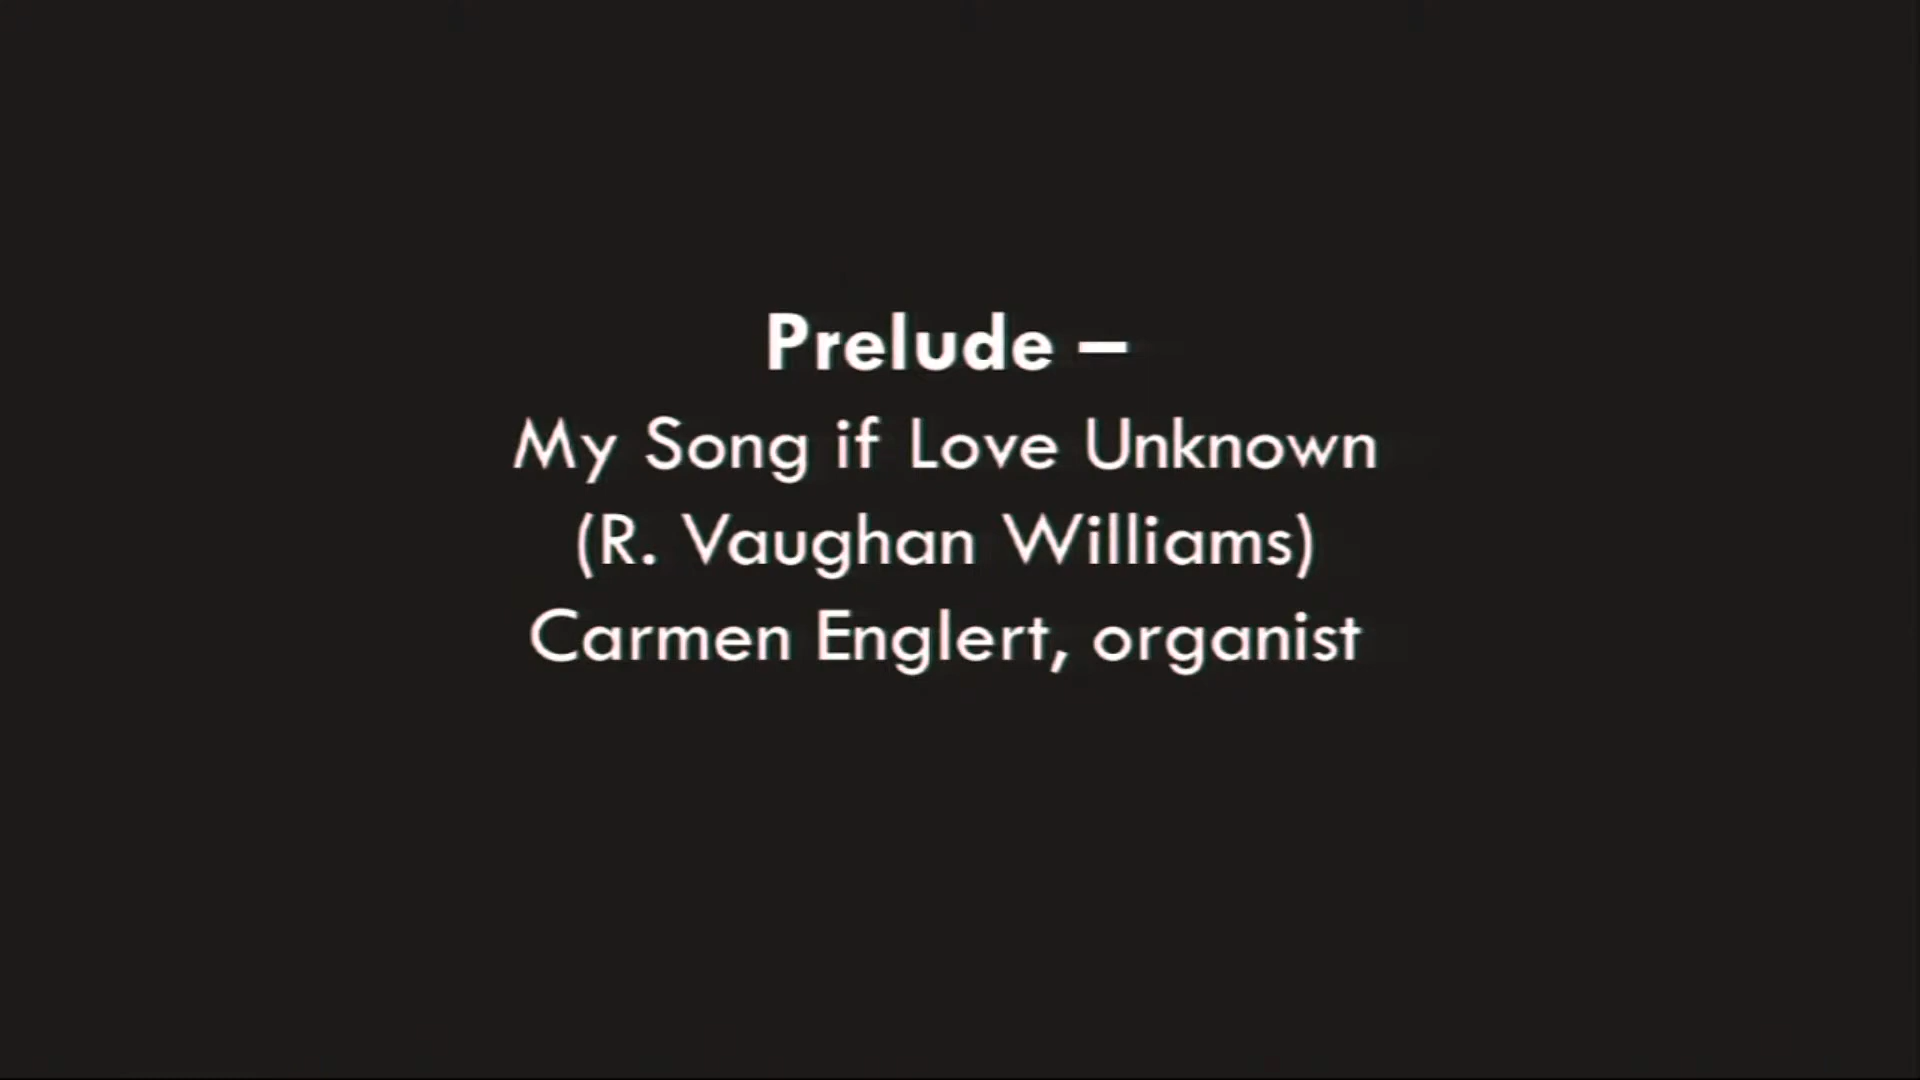 Prelude –
My Song if Love Unknown
(R. Vaughan Williams)
Carmen Englert, organist